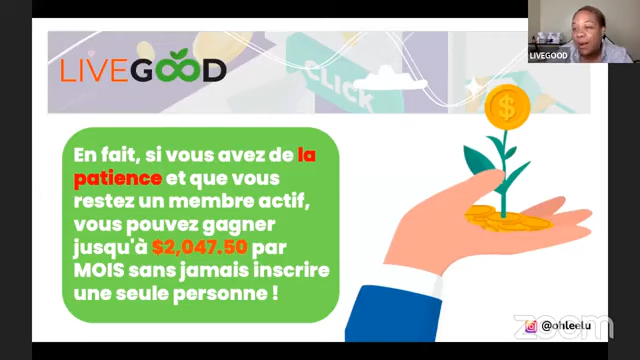 LIVEGOOD
CLICK
LIVEGOOD
En fait, si vous avez de la
patience et que vous
restez un membre actif,
vous pouvez gagner
jusqu'à $2,047.50 par
MOIS sans jamais inscrire
une seule personne !
$
@ohleelu
zoom